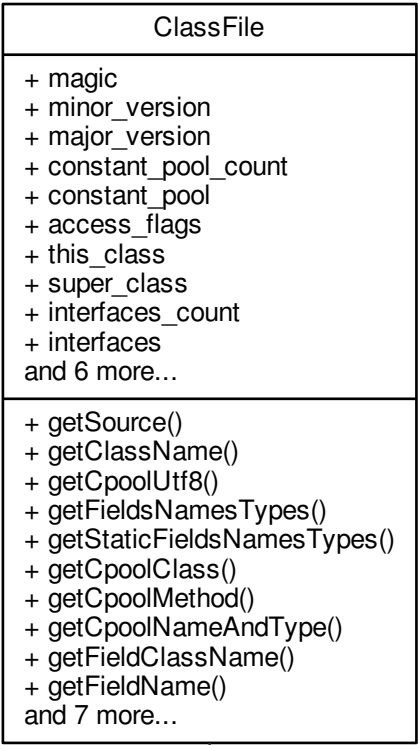 ClassFile
+ magic
+ minor_version
+ major_version
+ constant_pool_count
+ constant_pool
+ access_flags
+ this_class
+ super_class
+ interfaces_count
+ interfaces
and 6 more...
+ getSource()
+ getClassName()
+ getCpoolUtf8()
+ getFieldsNamesTypes()
+ getStaticFieldsNamesTypes()
+ getCpoolClass()
+ getCpoolMethod()
+ getCpoolNameAndType()
+ getFieldClassName()
+ getFieldName()
and 7 more...